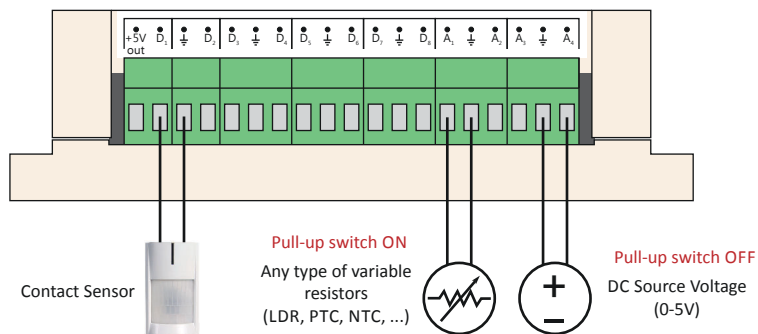 +5V D₁ ⏚ D₂ D₃ ⏚ D₄ D₅ ⏚ D₆ D₇ ⏚ D₈ A₁ ⏚ A₂ A₃ ⏚ A₄
out
Pull-up switch ON
Any type of variable
resistors
(LDR, PTC, NTC, ...)
Contact Sensor
Pull-up switch OFF
DC Source Voltage
(0-5V)
+
−